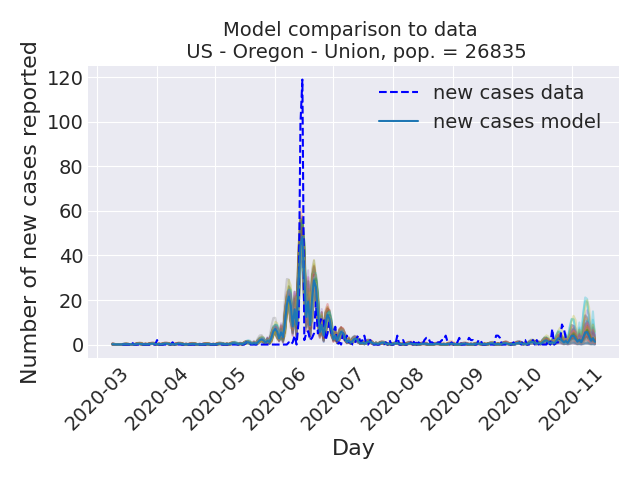 Model comparison to data
US - Oregon - Union, pop. = 26835
Number of new cases reported
120
100
80
60
40
20
0
new cases data
new cases model
2020-03
2020-04
2020-05
2020-06
2020-07
2020-08
2020-09
2020-10
2020-11
Day